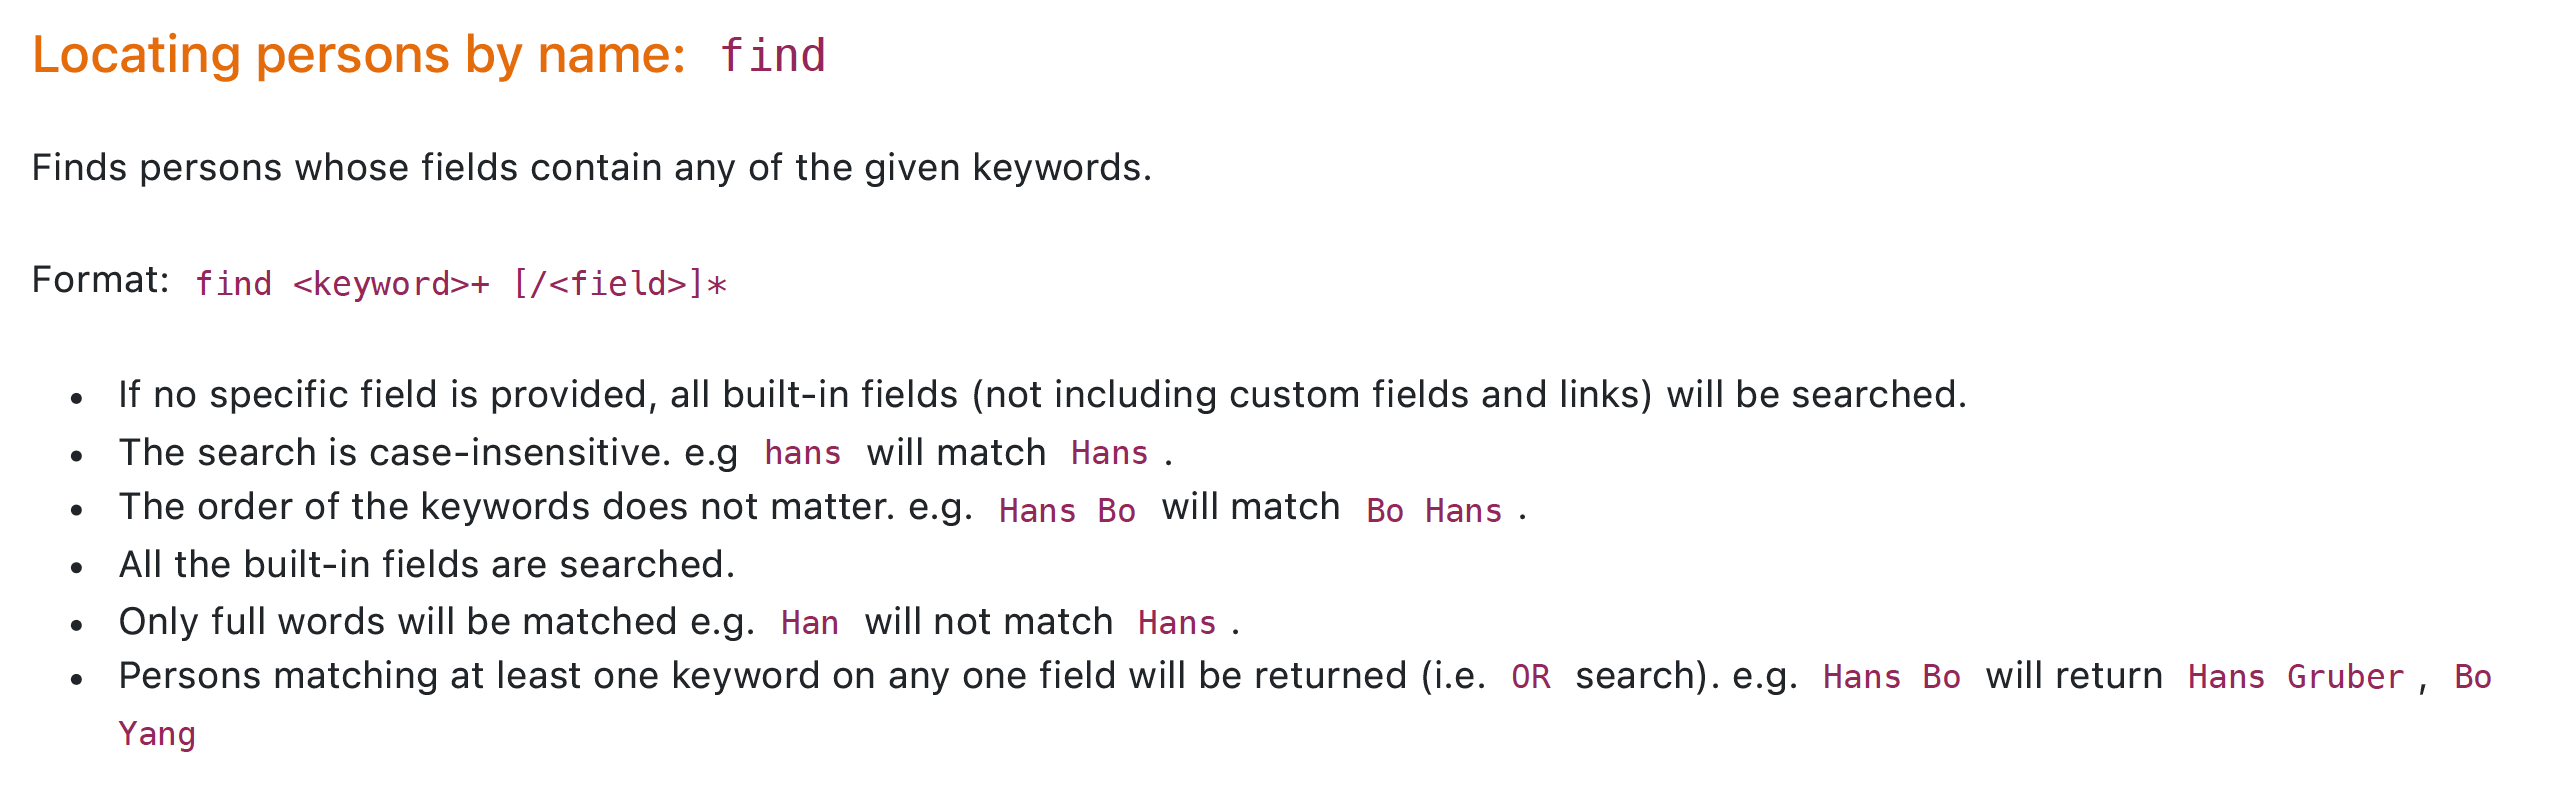 Locating persons by name: find
Finds persons whose fields contain any of the given keywords.
Format: find <keyword>+ [/<field>]*
• If no specific field is provided, all built-in fields (not including custom fields and links) will be searched.
• The search is case-insensitive. e.g hans will match Hans .
• The order of the keywords does not matter. e.g. Hans Bo will match Bo Hans .
• All the built-in fields are searched.
• Only full words will be matched e.g. Han will not match Hans .
• Persons matching at least one keyword on any one field will be returned (i.e. OR search). e.g. Hans Bo will return Hans Gruber , Bo
Yang